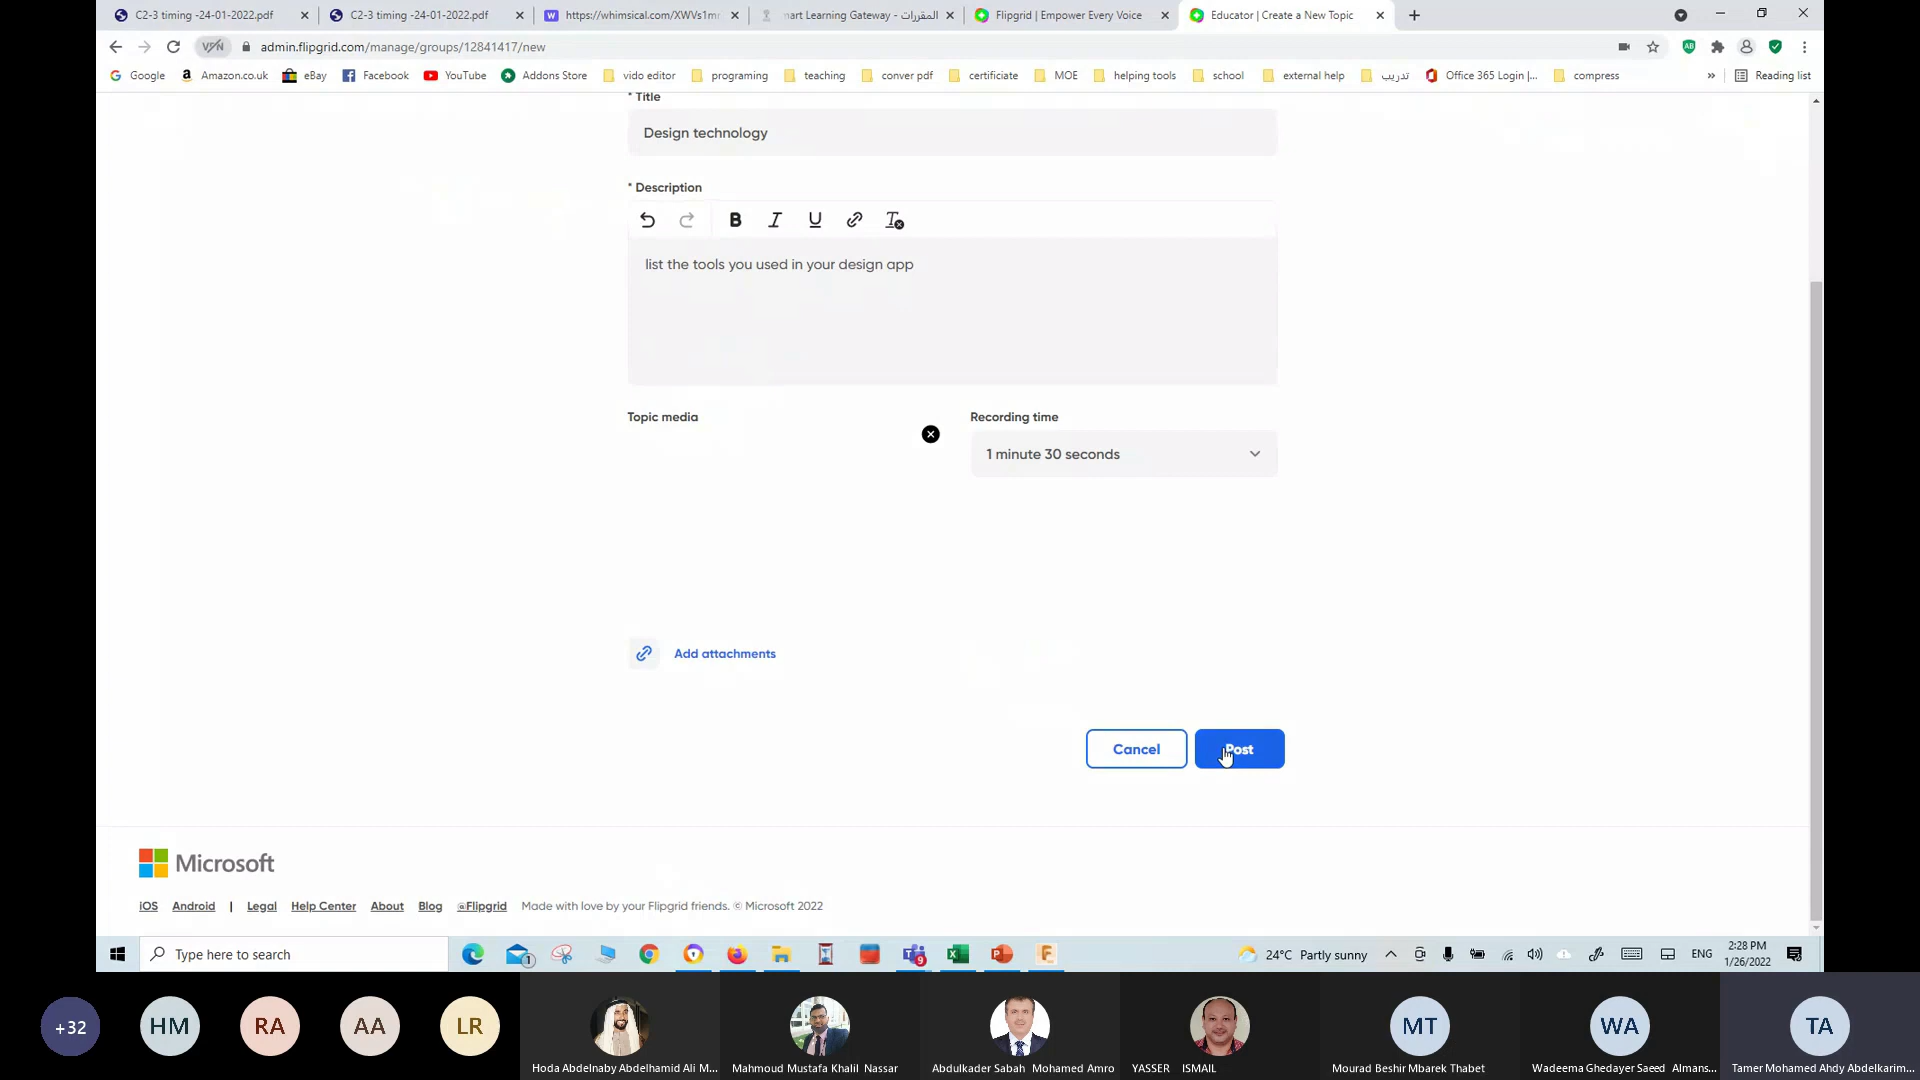 C2-3 timing -24-01-2022.pdf
C2-3 timing -24-01-2022.pdf
https://whimsical.com/XWVs1m
mart Learning Gateway - المقررات
Flipgrid | Empower Every Voice
Educator | Create a New Topic
VPN
admin.flipgrid.com/manage/groups/12841417/new
Google
Amazon.co.uk
eBay
Facebook
YouTube
Addons Store
vido editor
programing
teaching
conver pdf
certificiate
MOE
helping tools
school
external help
تدريب
Office 365 Login |...
compress
»
Reading list
* Title
Design technology
* Description
B I U
list the tools you used in your design app
Topic media
Recording time
1 minute 30 seconds
Add attachments
Cancel
Post
Microsoft
iOS Android | Legal Help Center About Blog @Flipgrid Made with love by your Flipgrid friends. © Microsoft 2022
Type here to search
24°C Partly sunny
ENG
2:28 PM
1/26/2022
+32
HM
RA
AA
LR
MT
WA
TA
Hoda Abdelnaby Abdelhamid Ali M...
Mahmoud Mustafa Khalil Nassar
Abdulkader Sabah Mohamed Amro
YASSER ISMAIL
Mourad Beshir Mbarek Thabet
Wadeema Ghedayer Saeed Almans...
Tamer Mohamed Ahdy Abdelkarim...